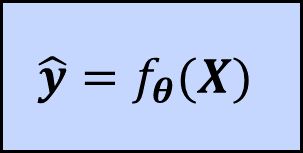 ŷ = f_θ(X)